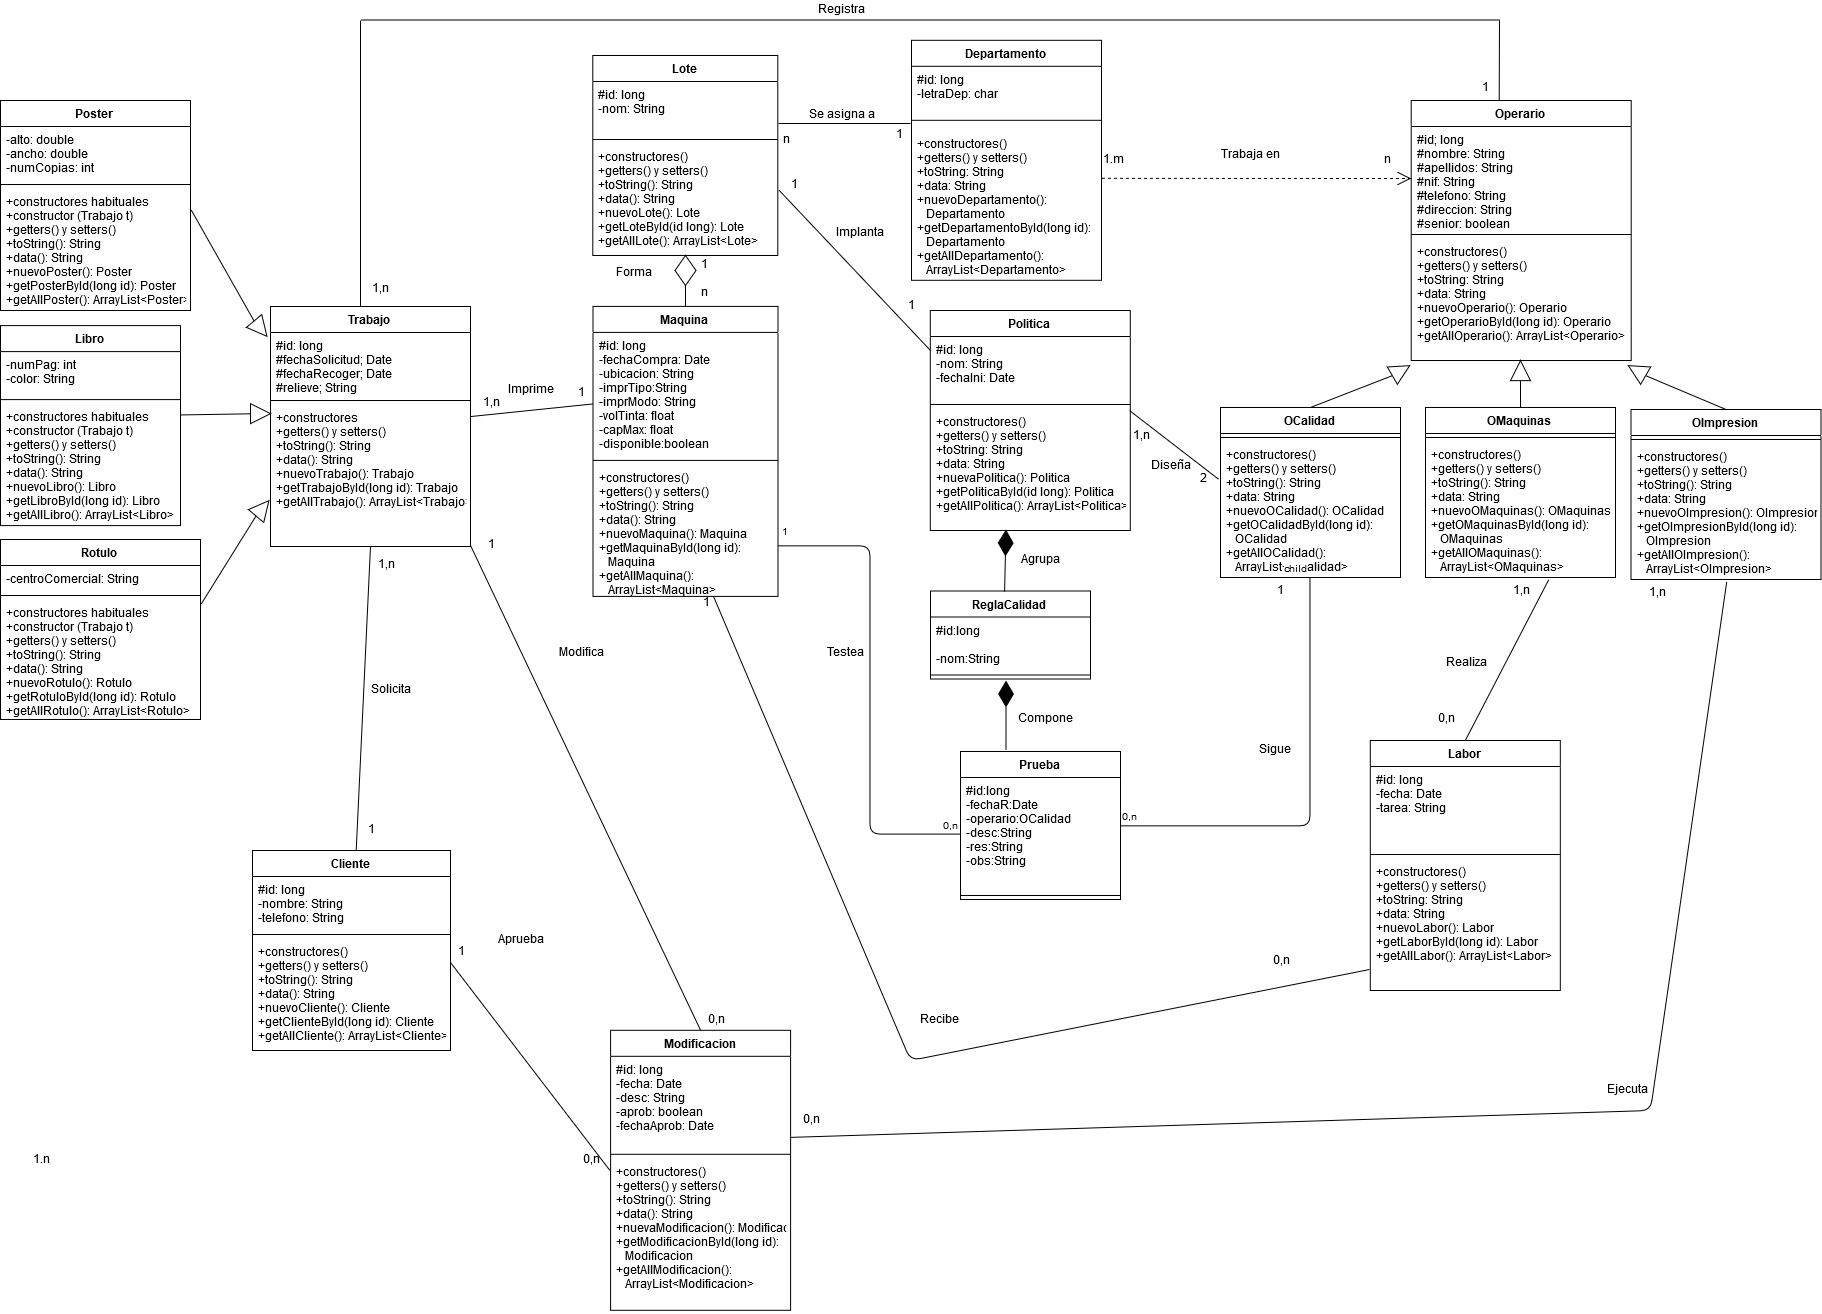 Registra
1
1,n
Poster
-alto: double
-ancho: double
-numCopias: int
+constructores habituales
+constructor (Trabajo t)
+getters() y setters()
+toString(): String
+data(): String
+nuevoPoster(): Poster
+getPosterById(long id): Poster
+getAllPoster(): ArrayList<Poster>
Libro
-numPag: int
-color: String
+constructores habituales
+constructor (Trabajo t)
+getters() y setters()
+toString(): String
+data(): String
+nuevoLibro(): Libro
+getLibroById(long id): Libro
+getAllLibro(): ArrayList<Libro>
Rotulo
-centroComercial: String
+constructores habituales
+constructor (Trabajo t)
+getters() y setters()
+toString(): String
+data(): String
+nuevoRotulo(): Rotulo
+getRotuloById(long id): Rotulo
+getAllRotulo(): ArrayList<Rotulo>
Trabajo
#id: long
#fechaSolicitud; Date
#fechaRecoger; Date
#relieve; String
+constructores
+getters() y setters()
+toString(): String
+data(): String
+nuevoTrabajo(): Trabajo
+getTrabajoById(long id): Trabajo
+getAllTrabajo(): ArrayList<Trabajo
Imprime
1,n
1
Lote
#id: long
-nom: String
+constructores()
+getters() y setters()
+toString(): String
+data(): String
+nuevoLote(): Lote
+getLoteById(id long): Lote
+getAllLote(): ArrayList<Lote>
Forma
1
n
Maquina
#id: long
-fechaCompra: Date
-ubicacion: String
-imprTipo:String
-imprModo: String
-volTinta: float
-capMax: float
-disponible:boolean
+constructores()
+getters() y setters()
+toString(): String
+data(): String
+nuevoMaquina(): Maquina
+getMaquinaById(long id):
Maquina
+getAllMaquina():
ArrayList<Maquina>
Se asigna a
n
1
Departamento
#id: long
-letraDep: char
+constructores()
+getters() y setters()
+toString: String
+data: String
+nuevoDepartamento():
Departamento
+getDepartamentoById(long id):
Departamento
+getAllDepartamento():
ArrayList<Departamento>
1.m
Trabaja en
n
1
Implanta
1
Politica
#id: long
-nom: String
-fechaIni: Date
+constructores()
+getters() y setters()
+toString: String
+data: String
+nuevaPolitica(): Politica
+getPoliticaById(id long): Politica
+getAllPolitica(): ArrayList<Politica>
1,n
Diseña
2
Operario
#id; long
#nombre: String
#apellidos: String
#nif: String
#telefono: String
#direccion: String
#senior: boolean
+constructores()
+getters() y setters()
+toString: String
+data: String
+nuevoOperario(): Operario
+getOperarioById(long id): Operario
+getAllOperario(): ArrayList<Operario>
OCalidad
+constructores()
+getters() y setters()
+toString(): String
+data: String
+nuevoOCalidad(): OCalidad
+getOCalidadById(long id):
OCalidad
+getAllOCalidad():
ArrayListchildalidad>
OMaquinas
+constructores()
+getters() y setters()
+toString(): String
+data: String
+nuevoOMaquinas(): OMaquinas
+getOMaquinasById(long id):
OMaquinas
+getAllOMaquinas():
ArrayList<OMaquinas>
OImpresion
+constructores()
+getters() y setters()
+toString(): String
+data: String
+nuevoOImpresion(): OImpresion
+getOImpresionById(long id):
OImpresion
+getAllOImpresion():
ArrayList<OImpresion>
Agrupa
ReglaCalidad
#id:long
-nom:String
Compone
Prueba
#id:long
-fechaR:Date
-operario:OCalidad
-desc:String
-res:String
-obs:String
1
Testea
0,n
1
Sigue
0,n
1,n
Realiza
0,n
Labor
#id: long
-fecha: Date
-tarea: String
+constructores()
+getters() y setters()
+toString: String
+data: String
+nuevoLabor(): Labor
+getLaborById(long id): Labor
+getAllLabor(): ArrayList<Labor>
1
Recibe
0,n
1,n
Ejecuta
0,n
1,n
Solicita
1
1
Modifica
0,n
Cliente
#id: long
-nombre: String
-telefono: String
+constructores()
+getters() y setters()
+toString(): String
+data(): String
+nuevoCliente(): Cliente
+getClienteById(long id): Cliente
+getAllCliente(): ArrayList<Cliente>
1
Aprueba
0,n
Modificacion
#id: long
-fecha: Date
-desc: String
-aprob: boolean
-fechaAprob: Date
+constructores()
+getters() y setters()
+toString(): String
+data(): String
+nuevaModificacion(): Modificac
+getModificacionById(long id):
Modificacion
+getAllModificacion():
ArrayList<Modificacion>
1.n